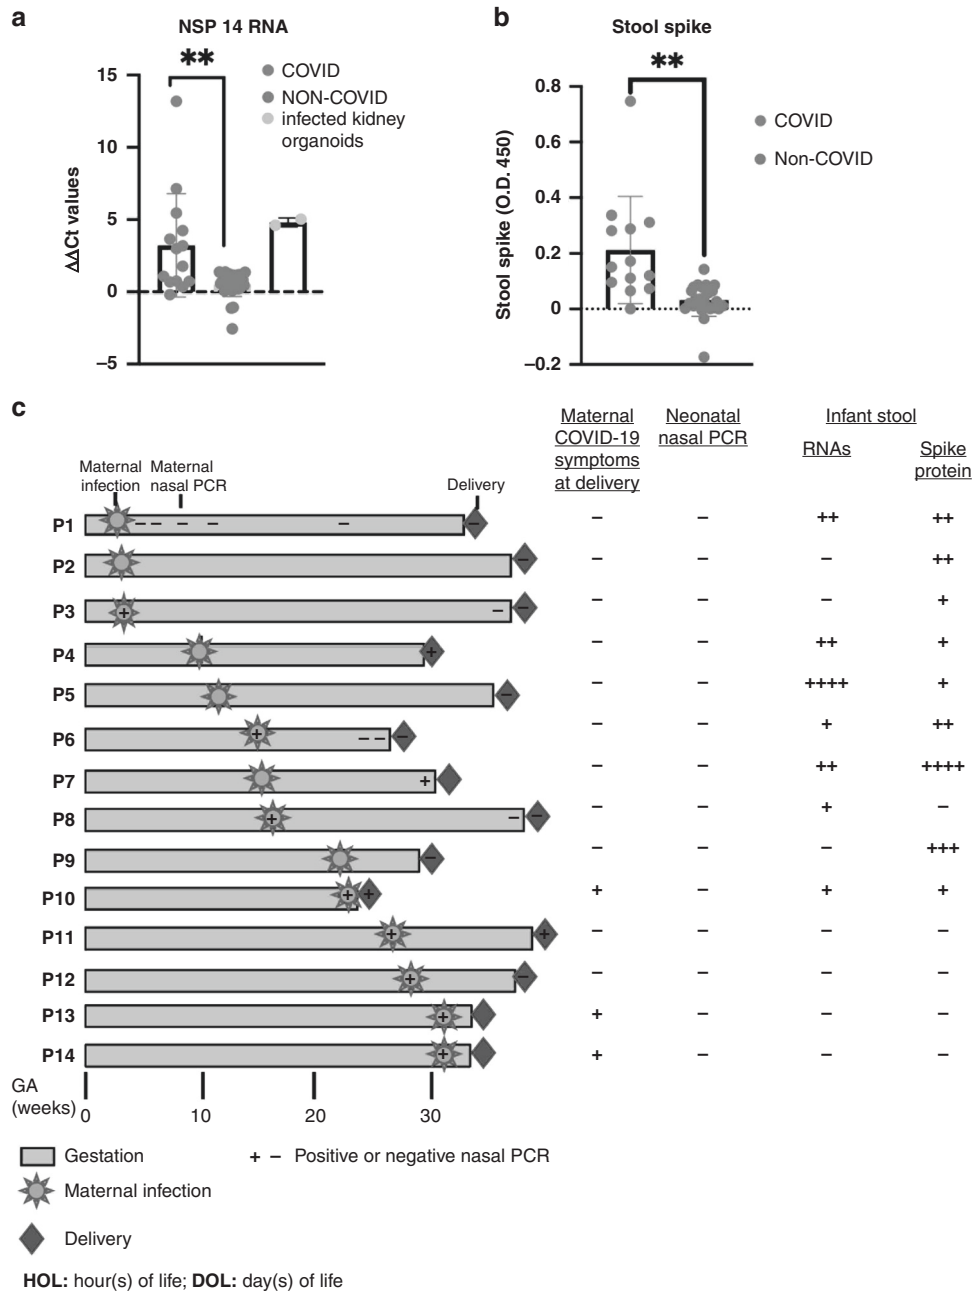 a
NSP 14 RNA
**
COVID
NON-COVID
infected kidney
organoids
ΔΔCt values
15
10
5
0
–5
b
Stool spike
**
COVID
Non-COVID
Stool spike (O.D. 450)
0.8
0.6
0.4
0.2
0
–0.2
c
Maternal
infection
Maternal
nasal PCR
Delivery
Maternal
COVID-19
symptoms
at delivery
Neonatal
nasal PCR
Infant stool
RNAs
Spike
protein
P1 – – – – – – – – ++ ++
P2 – – – – ++
P3 + – – – – – +
P4 + – – ++ +
P5 – – – ++++ +
P6 + – – – – – + ++
P7 + – – ++ ++++
P8 + – – – – + –
P9 – – – – +++
P10 + + + – + +
P11 + + – – – –
P12 + – – – – –
P13 + + – – –
P14 + + – – –
GA
(weeks)
0 10 20 30
Gestation
+ – Positive or negative nasal PCR
Maternal infection
Delivery
HOL: hour(s) of life; DOL: day(s) of life